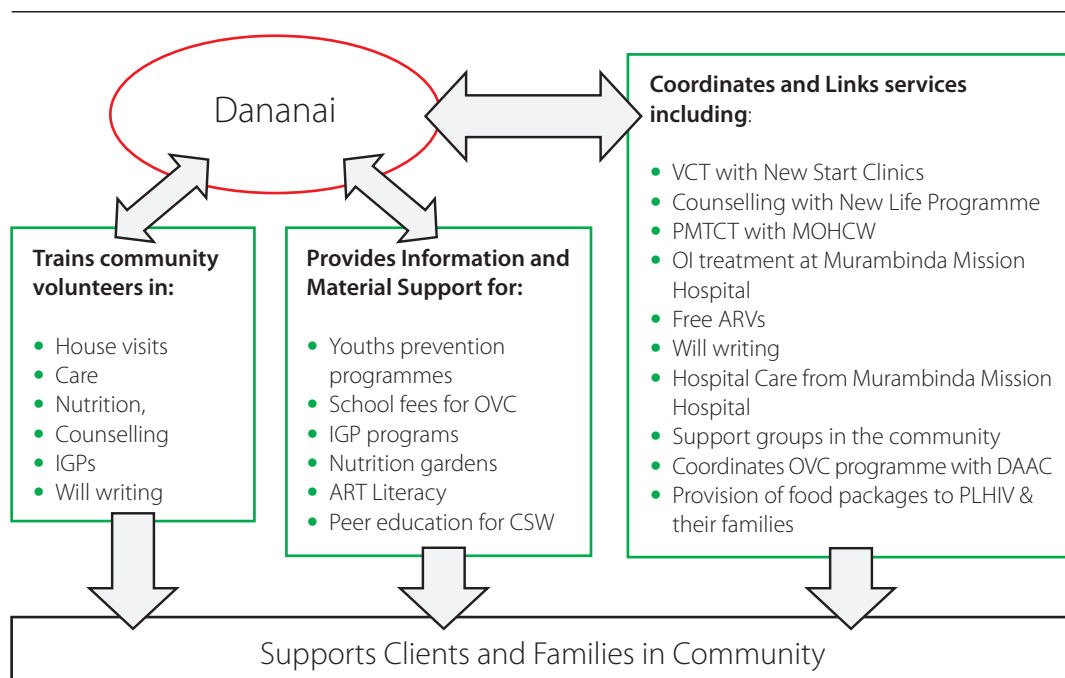 Dananai
Trains community
volunteers in:
• House visits
• Care
• Nutrition,
• Counselling
• IGPs
• Will writing
Provides Information and
Material Support for:
• Youths prevention
programmes
• School fees for OVC
• IGP programs
• Nutrition gardens
• ART Literacy
• Peer education for CSW
Coordinates and Links services
including:
• VCT with New Start Clinics
• Counselling with New Life Programme
• PMTCT with MOHCW
• OI treatment at Murambinda Mission
Hospital
• Free ARVs
• Will writing
• Hospital Care from Murambinda Mission
Hospital
• Support groups in the community
• Coordinates OVC programme with DAAC
• Provision of food packages to PLHIV &
their families
Supports Clients and Families in Community